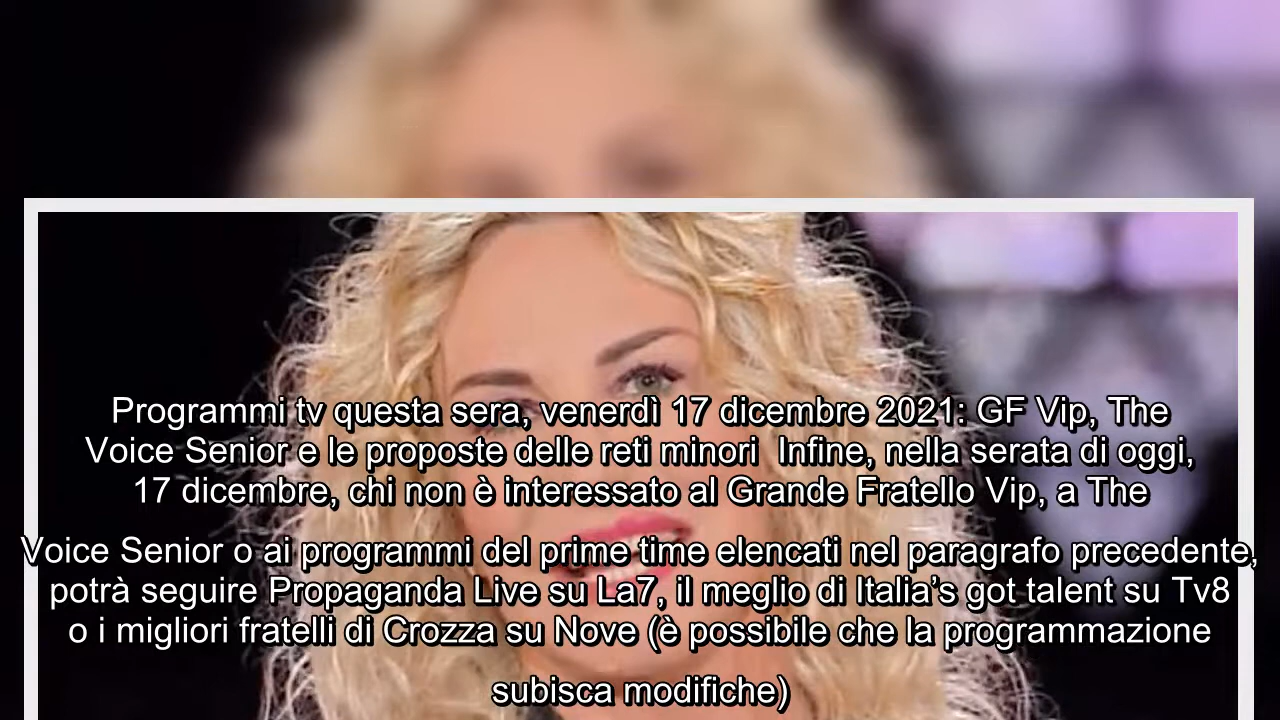 Programmi tv questa sera, venerdì 17 dicembre 2021: GF Vip, The
Voice Senior e le proposte delle reti minori  Infine, nella serata di oggi,
17 dicembre, chi non è interessato al Grande Fratello Vip, a The
Voice Senior o ai programmi del prime time elencati nel paragrafo precedente,
potrà seguire Propaganda Live su La7, il meglio di Italia’s got talent su Tv8
o i migliori fratelli di Crozza su Nove (è possibile che la programmazione
subisca modifiche)